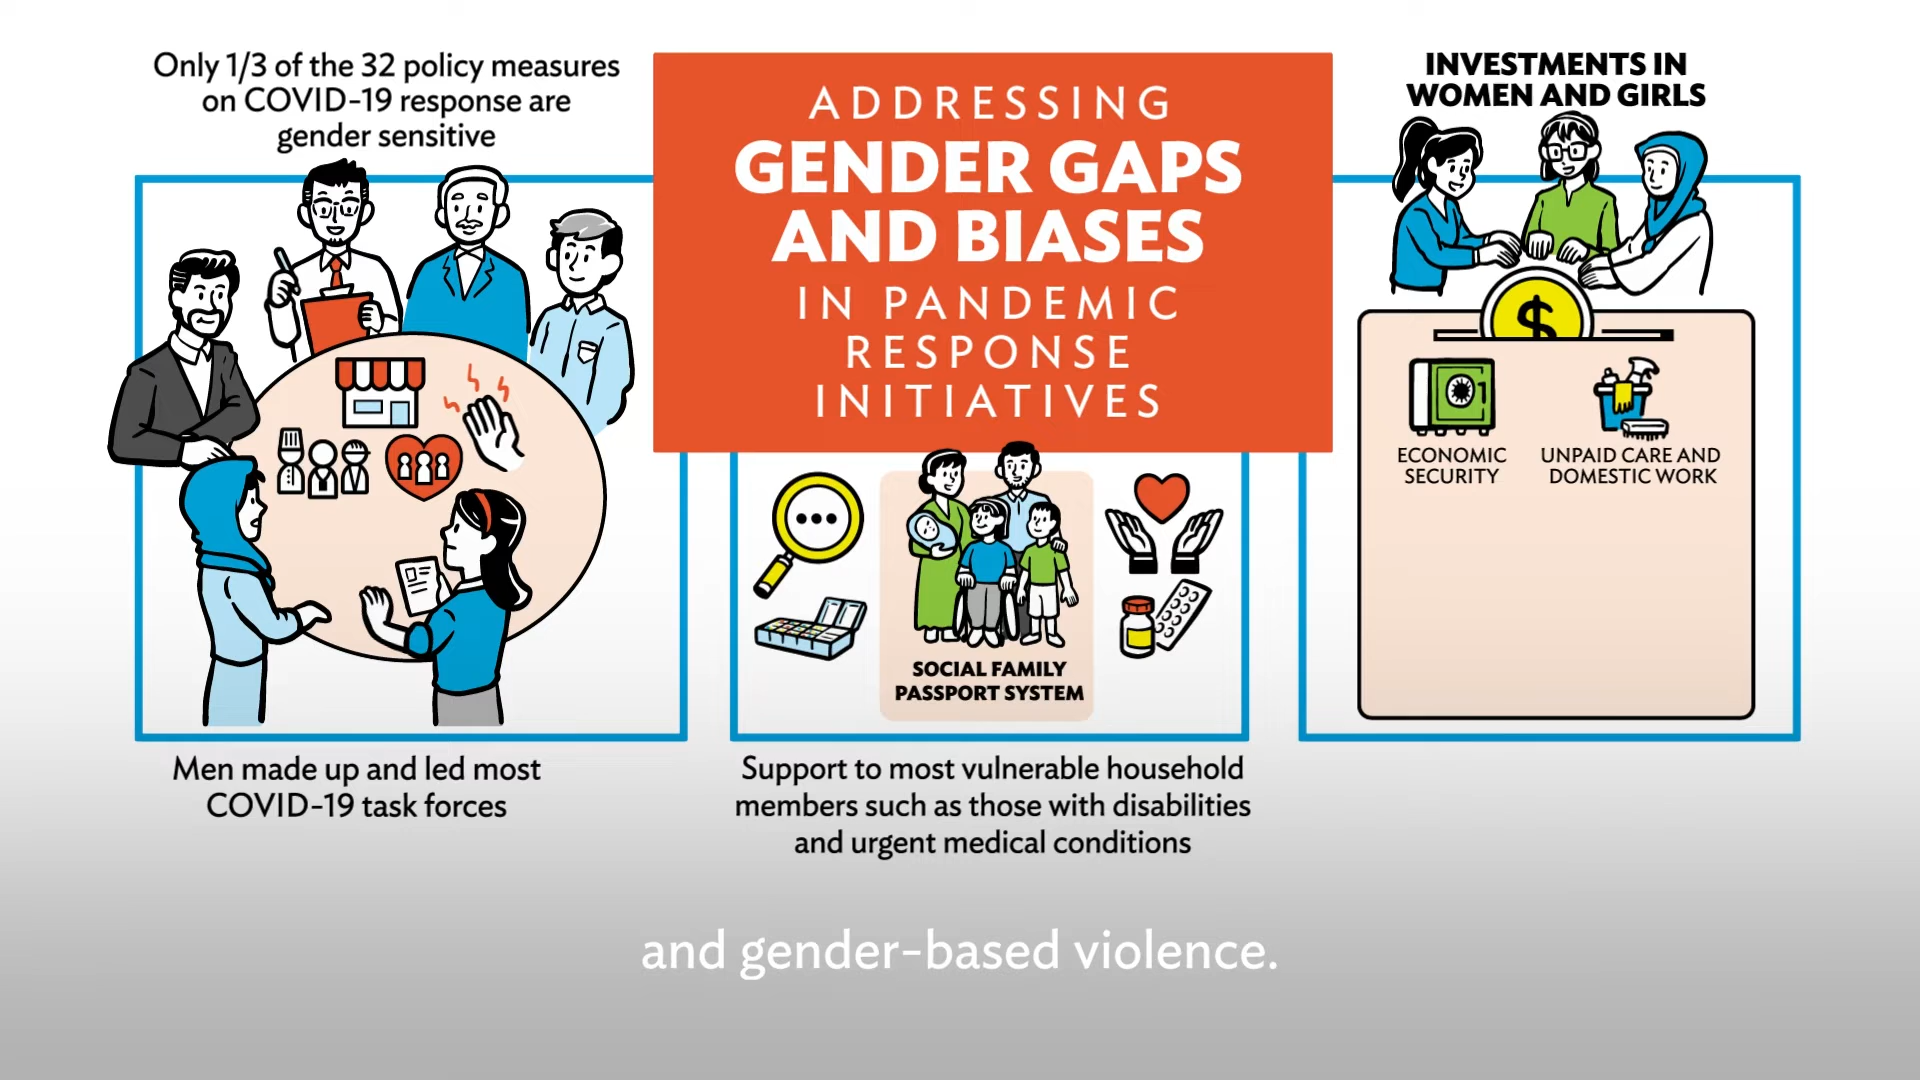 Only 1/3 of the 32 policy measures
on COVID-19 response are
gender sensitive
Men made up and led most
COVID-19 task forces
ADDRESSING
GENDER GAPS
AND BIASES
IN PANDEMIC
RESPONSE
INITIATIVES
SOCIAL FAMILY
PASSPORT SYSTEM
Support to most vulnerable household
members such as those with disabilities
and urgent medical conditions
INVESTMENTS IN
WOMEN AND GIRLS
$
ECONOMIC
SECURITY
UNPAID CARE AND
DOMESTIC WORK
and gender-based violence.